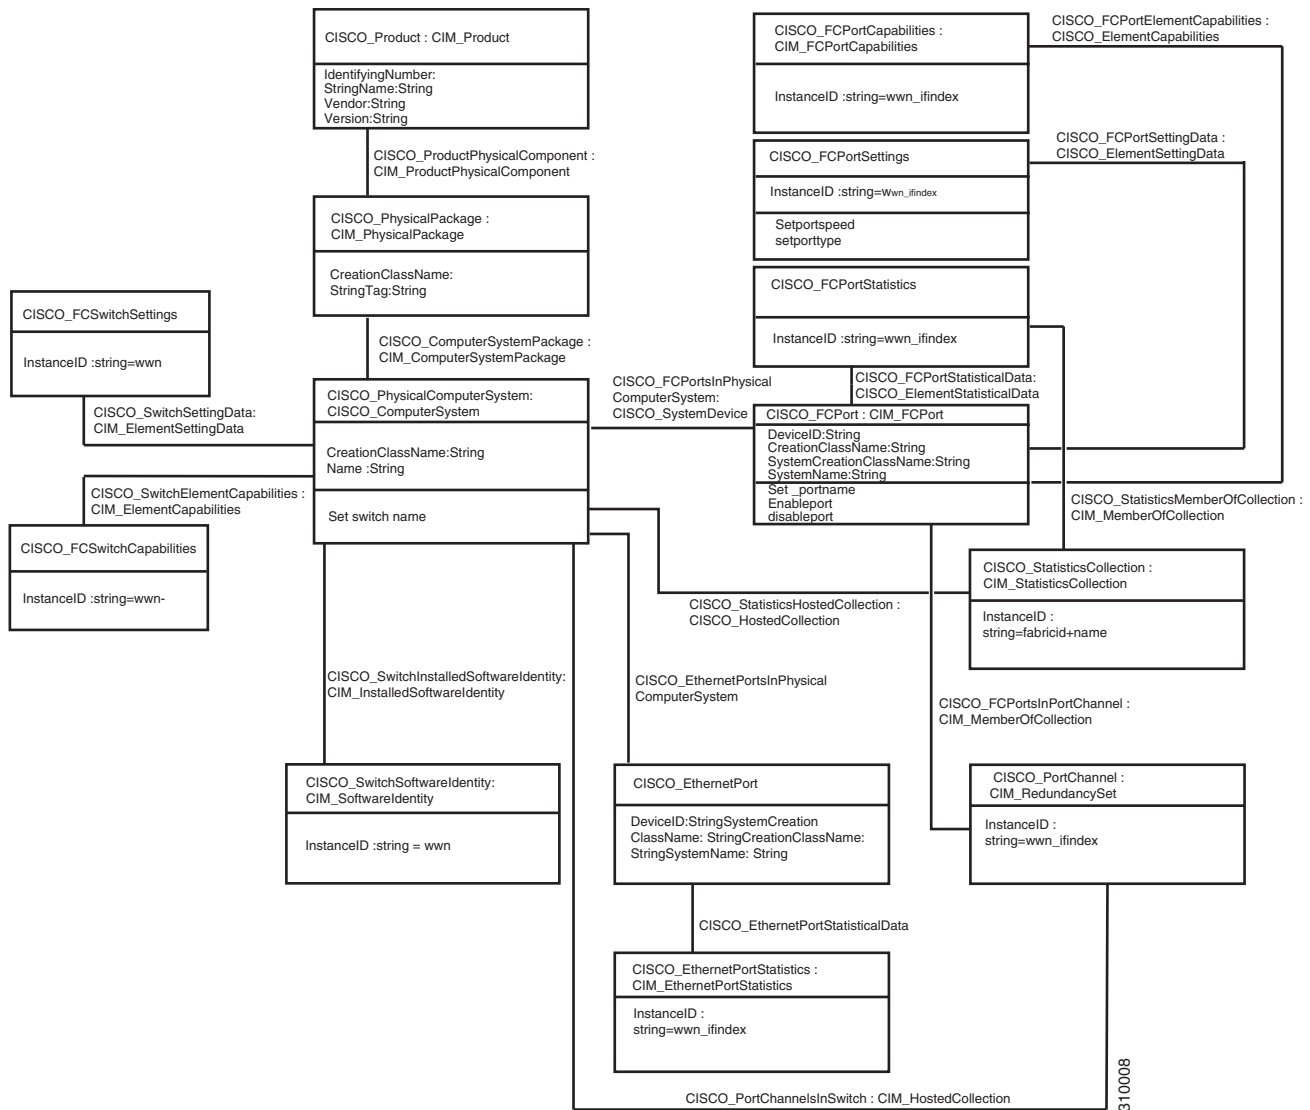 CISCO_Product : CIM_Product
IdentifyingNumber:
StringName:String
Vendor:String
Version:String
CISCO_ProductPhysicalComponent :
CIM_ProductPhysicalComponent
CISCO_PhysicalPackage :
CIM_PhysicalPackage
CreationClassName:
StringTag:String
CISCO_ComputerSystemPackage :
CIM_ComputerSystemPackage
CISCO_FCSwitchSettings
InstanceID :string=wwn
CISCO_SwitchSettingData:
CIM_ElementSettingData
CISCO_PhysicalComputerSystem:
CISCO_ComputerSystem
CreationClassName:String
Name :String
Set switch name
CISCO_SwitchElementCapabilities :
CIM_ElementCapabilities
CISCO_FCSwitchCapabilities
InstanceID :string=wwn-
CISCO_FCPortCapabilities :
CIM_FCPortCapabilities
InstanceID :string=wwn_ifindex
CISCO_FCPortElementCapabilities :
CISCO_ElementCapabilities
CISCO_FCPortSettings
InstanceID :string=wwn_ifindex
Setportspeed
setporttype
CISCO_FCPortSettingData :
CISCO_ElementSettingData
CISCO_FCPortStatistics
InstanceID :string=wwn_ifindex
CISCO_FCPortStatisticalData:
CISCO_ElementStatisticalData
CISCO_FCPortsInPhysical
ComputerSystem:
CISCO_SystemDevice
CISCO_FCPort : CIM_FCPort
DeviceID:String
CreationClassName:String
SystemCreationClassName:String
SystemName:String
Set _portname
Enableport
disableport
CISCO_StatisticsMemberOfCollection :
CIM_MemberOfCollection
CISCO_StatisticsCollection :
CIM_StatisticsCollection
InstanceID :
string=fabricid+name
CISCO_StatisticsHostedCollection :
CISCO_HostedCollection
CISCO_SwitchInstalledSoftwareIdentity:
CIM_InstalledSoftwareIdentity
CISCO_EthernetPortsInPhysical
ComputerSystem
CISCO_FCPortsInPortChannel :
CIM_MemberOfCollection
CISCO_SwitchSoftwareIdentity:
CIM_SoftwareIdentity
InstanceID :string = wwn
CISCO_EthernetPort
DeviceID:StringSystemCreation
ClassName: StringCreationClassName:
StringSystemName: String
CISCO_PortChannel :
CIM_RedundancySet
InstanceID :
string=wwn_ifindex
CISCO_EthernetPortStatisticalData
CISCO_EthernetPortStatistics :
CIM_EthernetPortStatistics
InstanceID :
string=wwn_ifindex
CISCO_PortChannelsInSwitch : CIM_HostedCollection
310008